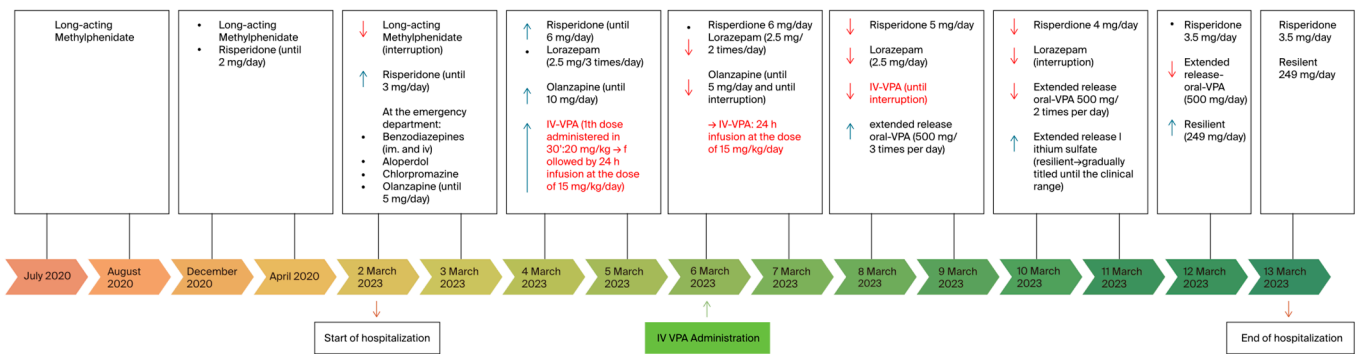 Long-acting
Methylphenidate
• Long-acting
Methylphenidate
• Risperidone (until
2 mg/day)
↓ Long-acting
Methylphenidate
(interruption)
↑ Risperidone (until
3 mg/day)
At the emergency
department:
• Benzodiazepines
(im. and iv)
• Aloperdol
• Chlorpromazine
• Olanzapine (until
5 mg/day)
↑ Risperidone (until
6 mg/day)
• Lorazepam
(2.5 mg/3 times/day)
↑ Olanzapine (until
10 mg/day)
↑ IV-VPA (1th dose
administered in
30':20 mg/kg → f
ollowed by 24 h
infusion at the dose
of 15 mg/kg/day)
• Risperdione 6 mg/day
↓ Lorazepam (2.5 mg/
2 times/day)
↓ Olanzapine (until
5 mg/day and until
interruption)
→ IV-VPA: 24 h
infusion at the dose
of 15 mg/kg/day
↓ Risperidone 5 mg/day
↓ Lorazepam
(2.5 mg/day)
↓ IV-VPA (until
interruption)
↑ extended release
oral-VPA (500 mg/
3 times per day)
↓ Risperdione 4 mg/day
↓ Lorazepam
(interruption)
↓ Extended release
oral-VPA 500 mg/
2 times per day)
↑ Extended release l
ithium sulfate
(resilient→gradually
titled until the clinical
range)
• Risperidone
3.5 mg/day
↓ Extended
release-
oral-VPA
(500 mg/day)
↑ Resilient
(249 mg/day)
Risperidone
3.5 mg/day
Resilent
249 mg/day
July 2020
August
2020
December
2020
April 2020
2 March
2023
3 March
2023
4 March
2023
5 March
2023
6 March
2023
7 March
2023
8 March
2023
9 March
2023
10 March
2023
11 March
2023
12 March
2023
13 March
2023
Start of hospitalization
IV VPA Administration
End of hospitalization